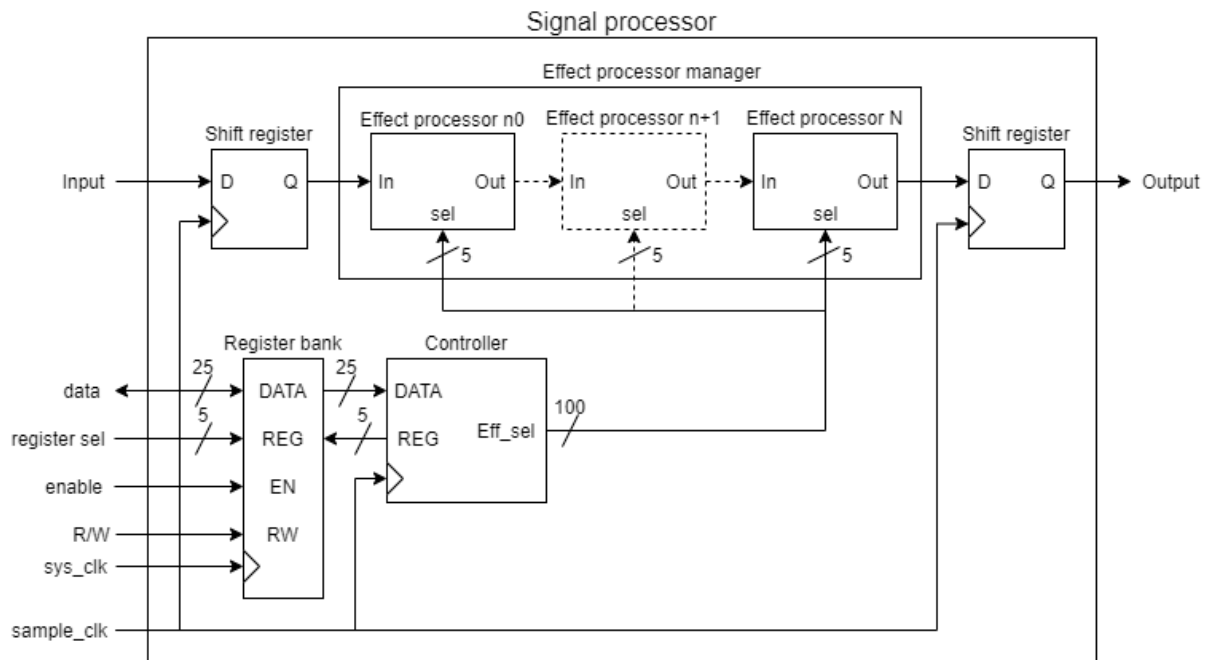 Signal processor
Effect processor manager
Effect processor n0
Effect processor n+1
Effect processor N
Shift register
Shift register
Input
D
Q
In
Out
In
Out
In
Out
D
Q
Output
sel
sel
sel
5
5
5
Register bank
Controller
data
25
DATA
25
DATA
register sel
5
REG
5
REG
Eff_sel
100
enable
EN
R/W
RW
sys_clk
sample_clk